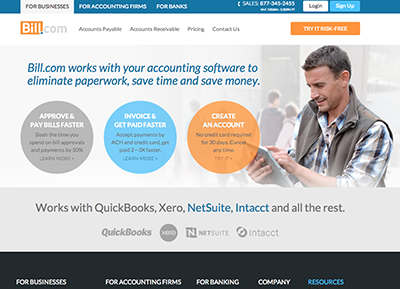 FOR BUSINESSES FOR ACCOUNTING FIRMS FOR BANKS SALES: 877-345-2455 Login Sign Up
Bill.com Accounts Payable Accounts Receivable Pricing Contact Us TRY IT RISK-FREE
Bill.com works with your accounting software to
eliminate paperwork, save time and save money.
APPROVE &
PAY BILLS FASTER
Slash the time you
spend on bill approvals
and payments by 50%.
LEARN MORE >
INVOICE &
GET PAID FASTER
Accept payments by
ACH and credit card, get
paid 2—3X faster.
LEARN MORE >
CREATE
AN ACCOUNT
No credit card required
for 30 days. Cancel
any time.
TRY IT >
Works with QuickBooks, Xero, NetSuite, Intacct and all the rest.
QuickBooks xero NETSUITE intacct
FOR BUSINESSES FOR ACCOUNTING FIRMS FOR BANKING COMPANY RESOURCES